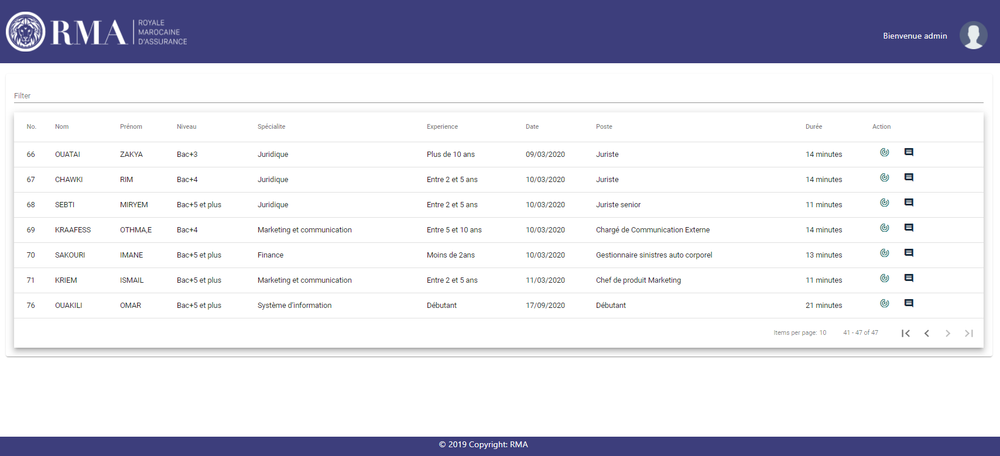 RMA ROYALE
MAROCAINE
D'ASSURANCE
Bienvenue admin
Filter
No. Nom Prénom Niveau Spécialite Experience Date Poste Durée Action
66 OUATAI ZAKYA Bac+3 Juridique Plus de 10 ans 09/03/2020 Juriste 14 minutes
67 CHAWKI RIM Bac+4 Juridique Entre 2 et 5 ans 10/03/2020 Juriste 14 minutes
68 SEBTI MIRYEM Bac+5 et plus Juridique Entre 2 et 5 ans 10/03/2020 Juriste senior 11 minutes
69 KRAAFESS OTHMA,E Bac+4 Marketing et communication Entre 5 et 10 ans 10/03/2020 Chargé de Communication Externe 14 minutes
70 SAKOURI IMANE Bac+5 et plus Finance Moins de 2ans 10/03/2020 Gestionnaire sinistres auto corporel 13 minutes
71 KRIEM ISMAIL Bac+5 et plus Marketing et communication Entre 2 et 5 ans 11/03/2020 Chef de produit Marketing 11 minutes
76 OUAKILI OMAR Bac+5 et plus Système d'information Débutant 17/09/2020 Débutant 21 minutes
Items per page: 10 41 - 47 of 47
© 2019 Copyright: RMA